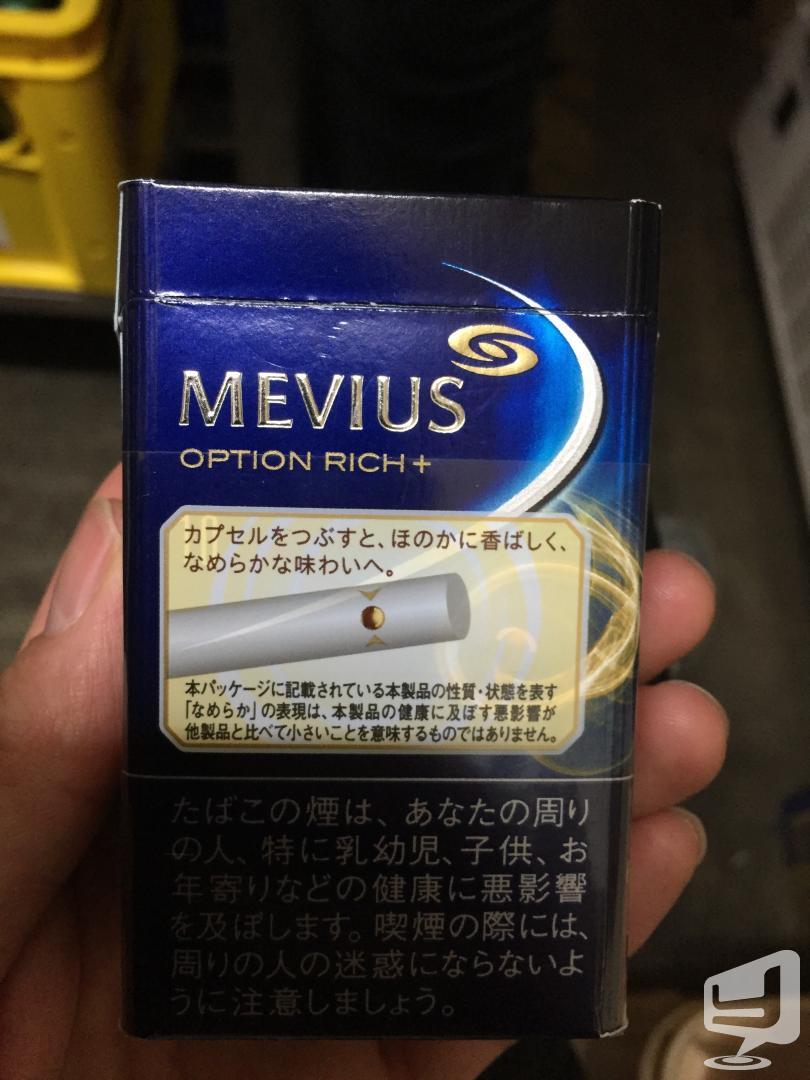 MEVIUS
OPTION RICH+
カプセルをつぶすと、ほのかに香ばしく、
なめらかな味わいへ。
本パッケージに記載されている本製品の性質・状態を表す
「なめらか」の表現は、本製品の健康に及ぼす悪影響が
他製品と比べて小さいことを意味するものではありません。
たばこの煙は、あなたの周り
の人、特に乳幼児、子供、お
年寄りなどの健康に悪影響
を及ぼします。喫煙の際には、
周りの人の迷惑にならないよ
うに注意しましょう。